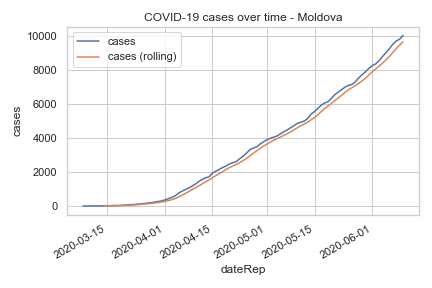 COVID-19 cases over time - Moldova
cases
cases (rolling)
10000
8000
6000
4000
2000
0
cases
2020-03-15
2020-04-01
2020-04-15
2020-05-01
2020-05-15
2020-06-01
dateRep